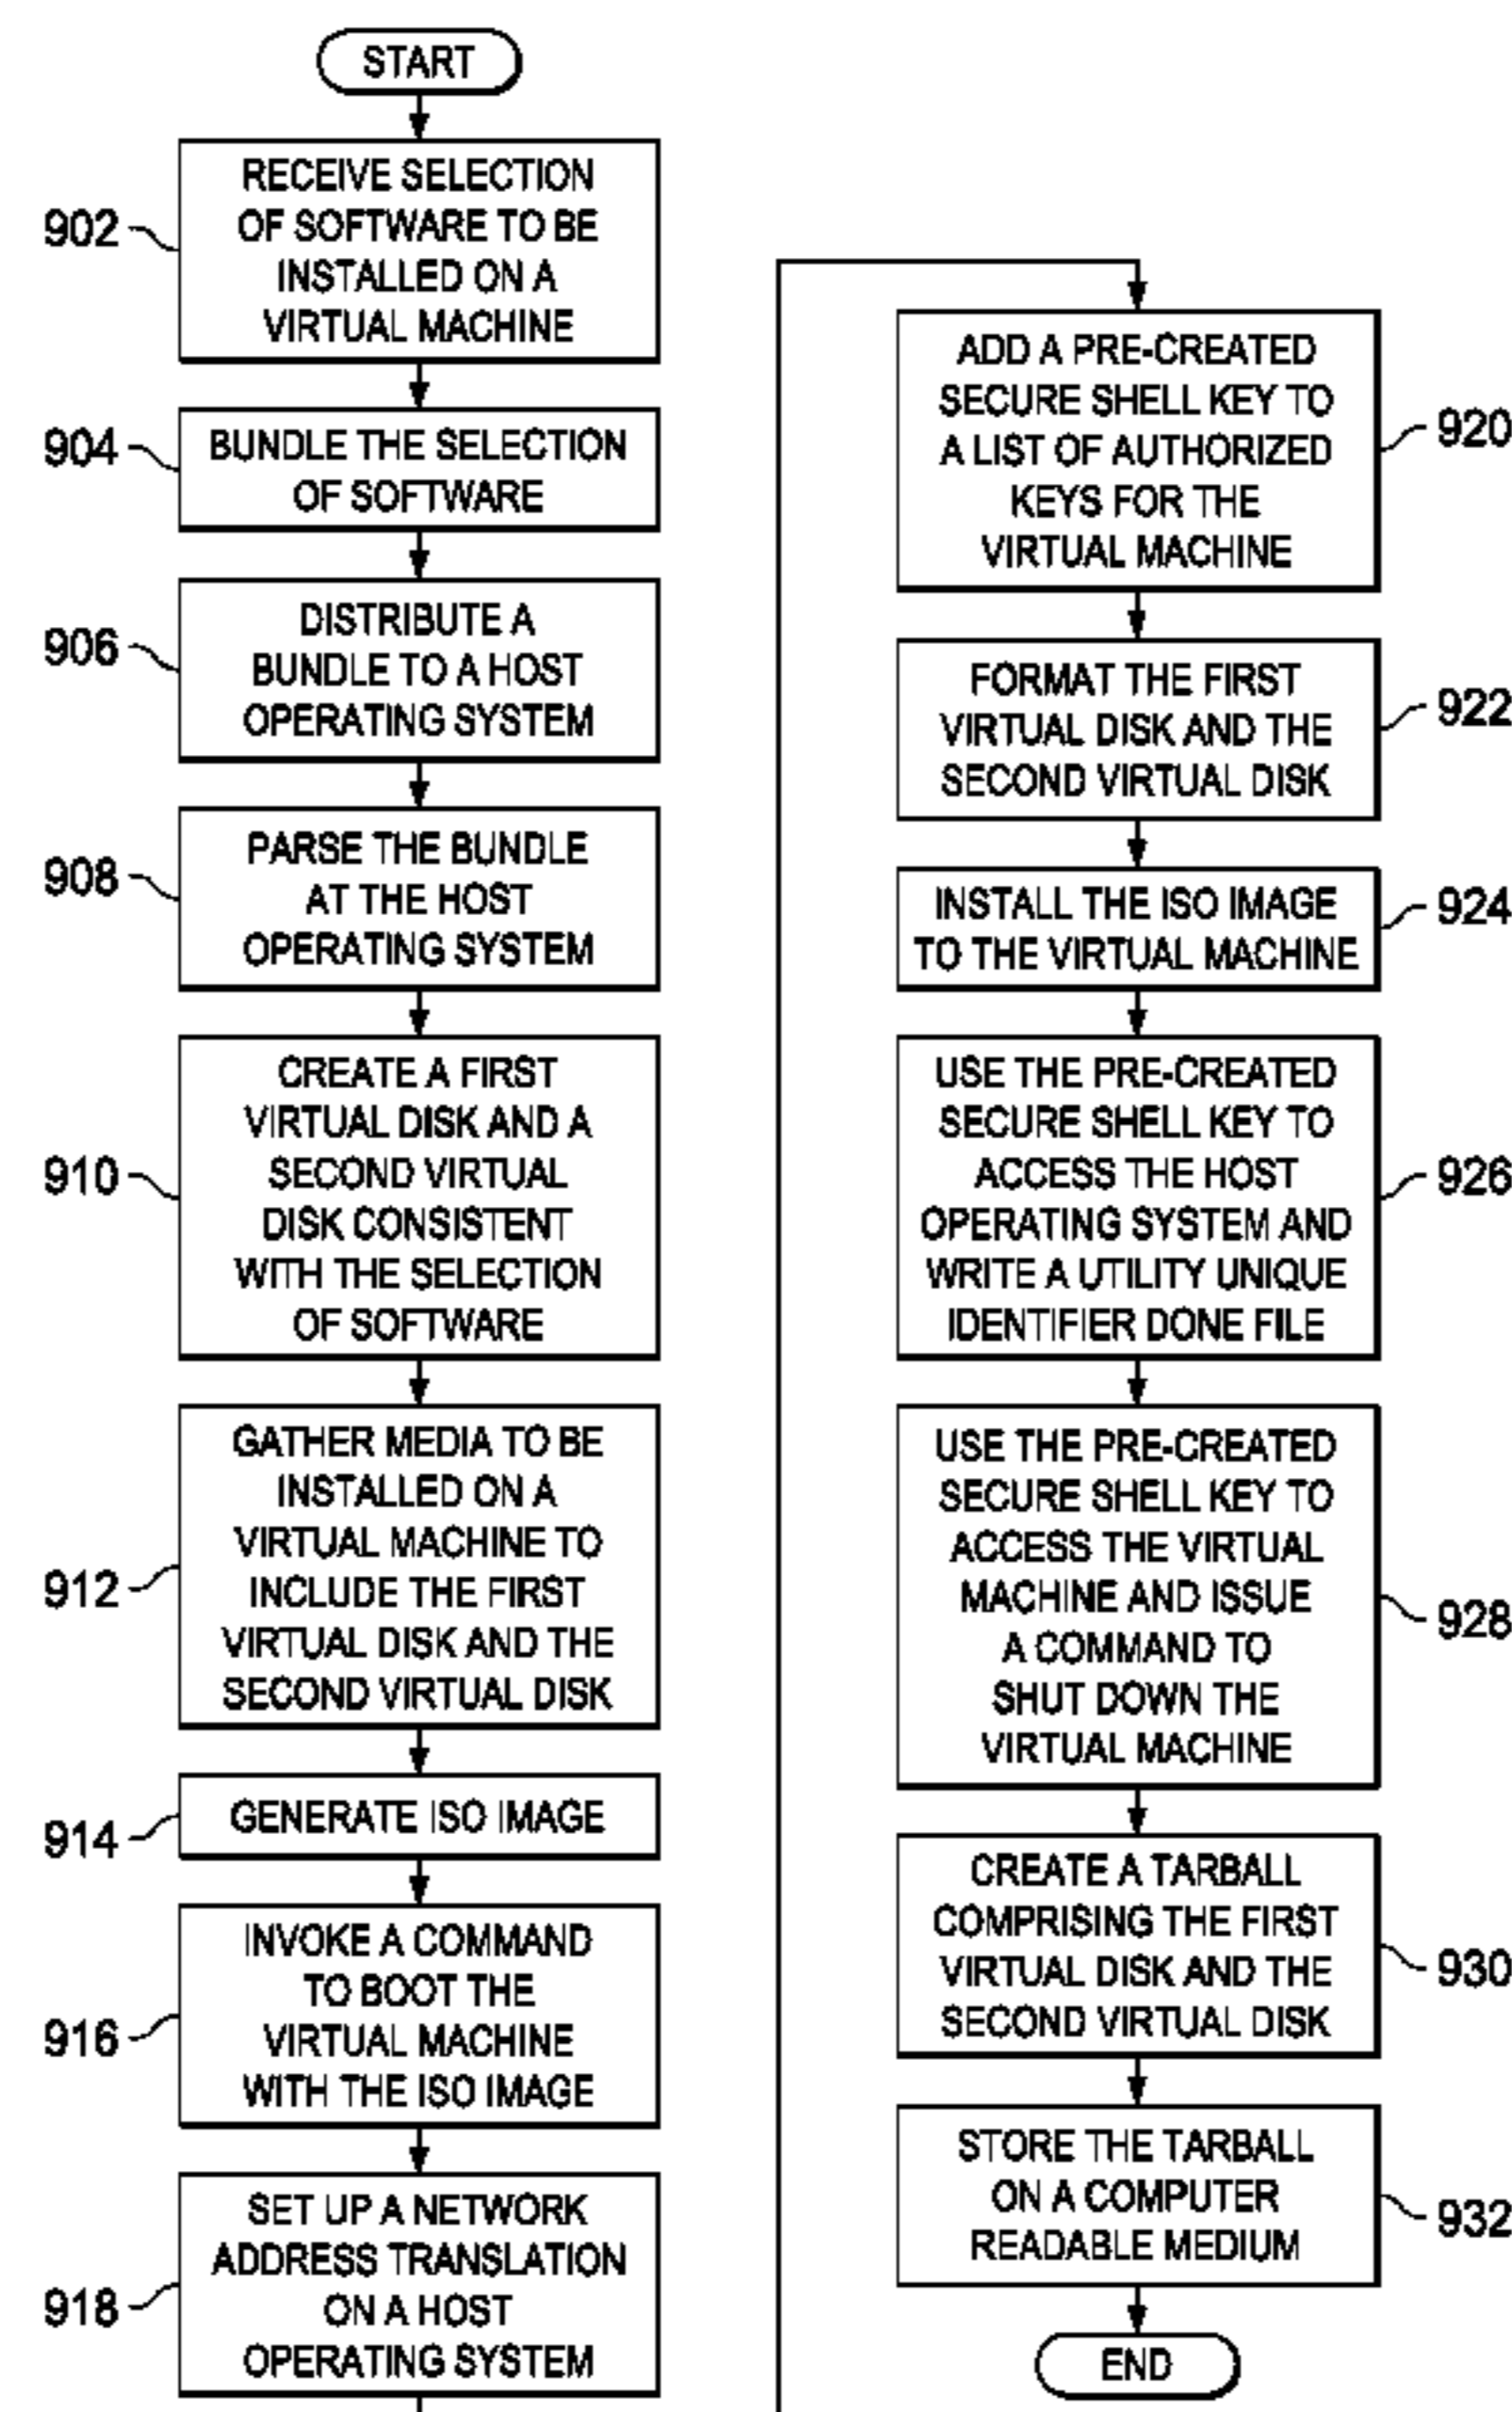 START
902
RECEIVE SELECTION
OF SOFTWARE TO BE
INSTALLED ON A
VIRTUAL MACHINE
904
BUNDLE THE SELECTION
OF SOFTWARE
906
DISTRIBUTE A
BUNDLE TO A HOST
OPERATING SYSTEM
908
PARSE THE BUNDLE
AT THE HOST
OPERATING SYSTEM
910
CREATE A FIRST
VIRTUAL DISK AND A
SECOND VIRTUAL
DISK CONSISTENT
WITH THE SELECTION
OF SOFTWARE
912
GATHER MEDIA TO BE
INSTALLED ON A
VIRTUAL MACHINE TO
INCLUDE THE FIRST
VIRTUAL DISK AND THE
SECOND VIRTUAL DISK
914
GENERATE ISO IMAGE
916
INVOKE A COMMAND
TO BOOT THE
VIRTUAL MACHINE
WITH THE ISO IMAGE
918
SET UP A NETWORK
ADDRESS TRANSLATION
ON A HOST
OPERATING SYSTEM
ADD A PRE-CREATED
SECURE SHELL KEY TO
A LIST OF AUTHORIZED
KEYS FOR THE
VIRTUAL MACHINE
920
FORMAT THE FIRST
VIRTUAL DISK AND THE
SECOND VIRTUAL DISK
922
INSTALL THE ISO IMAGE
TO THE VIRTUAL MACHINE
924
USE THE PRE-CREATED
SECURE SHELL KEY TO
ACCESS THE HOST
OPERATING SYSTEM AND
WRITE A UTILITY UNIQUE
IDENTIFIER DONE FILE
926
USE THE PRE-CREATED
SECURE SHELL KEY TO
ACCESS THE VIRTUAL
MACHINE AND ISSUE
A COMMAND TO
SHUT DOWN THE
VIRTUAL MACHINE
928
CREATE A TARBALL
COMPRISING THE FIRST
VIRTUAL DISK AND THE
SECOND VIRTUAL DISK
930
STORE THE TARBALL
ON A COMPUTER
READABLE MEDIUM
932
END